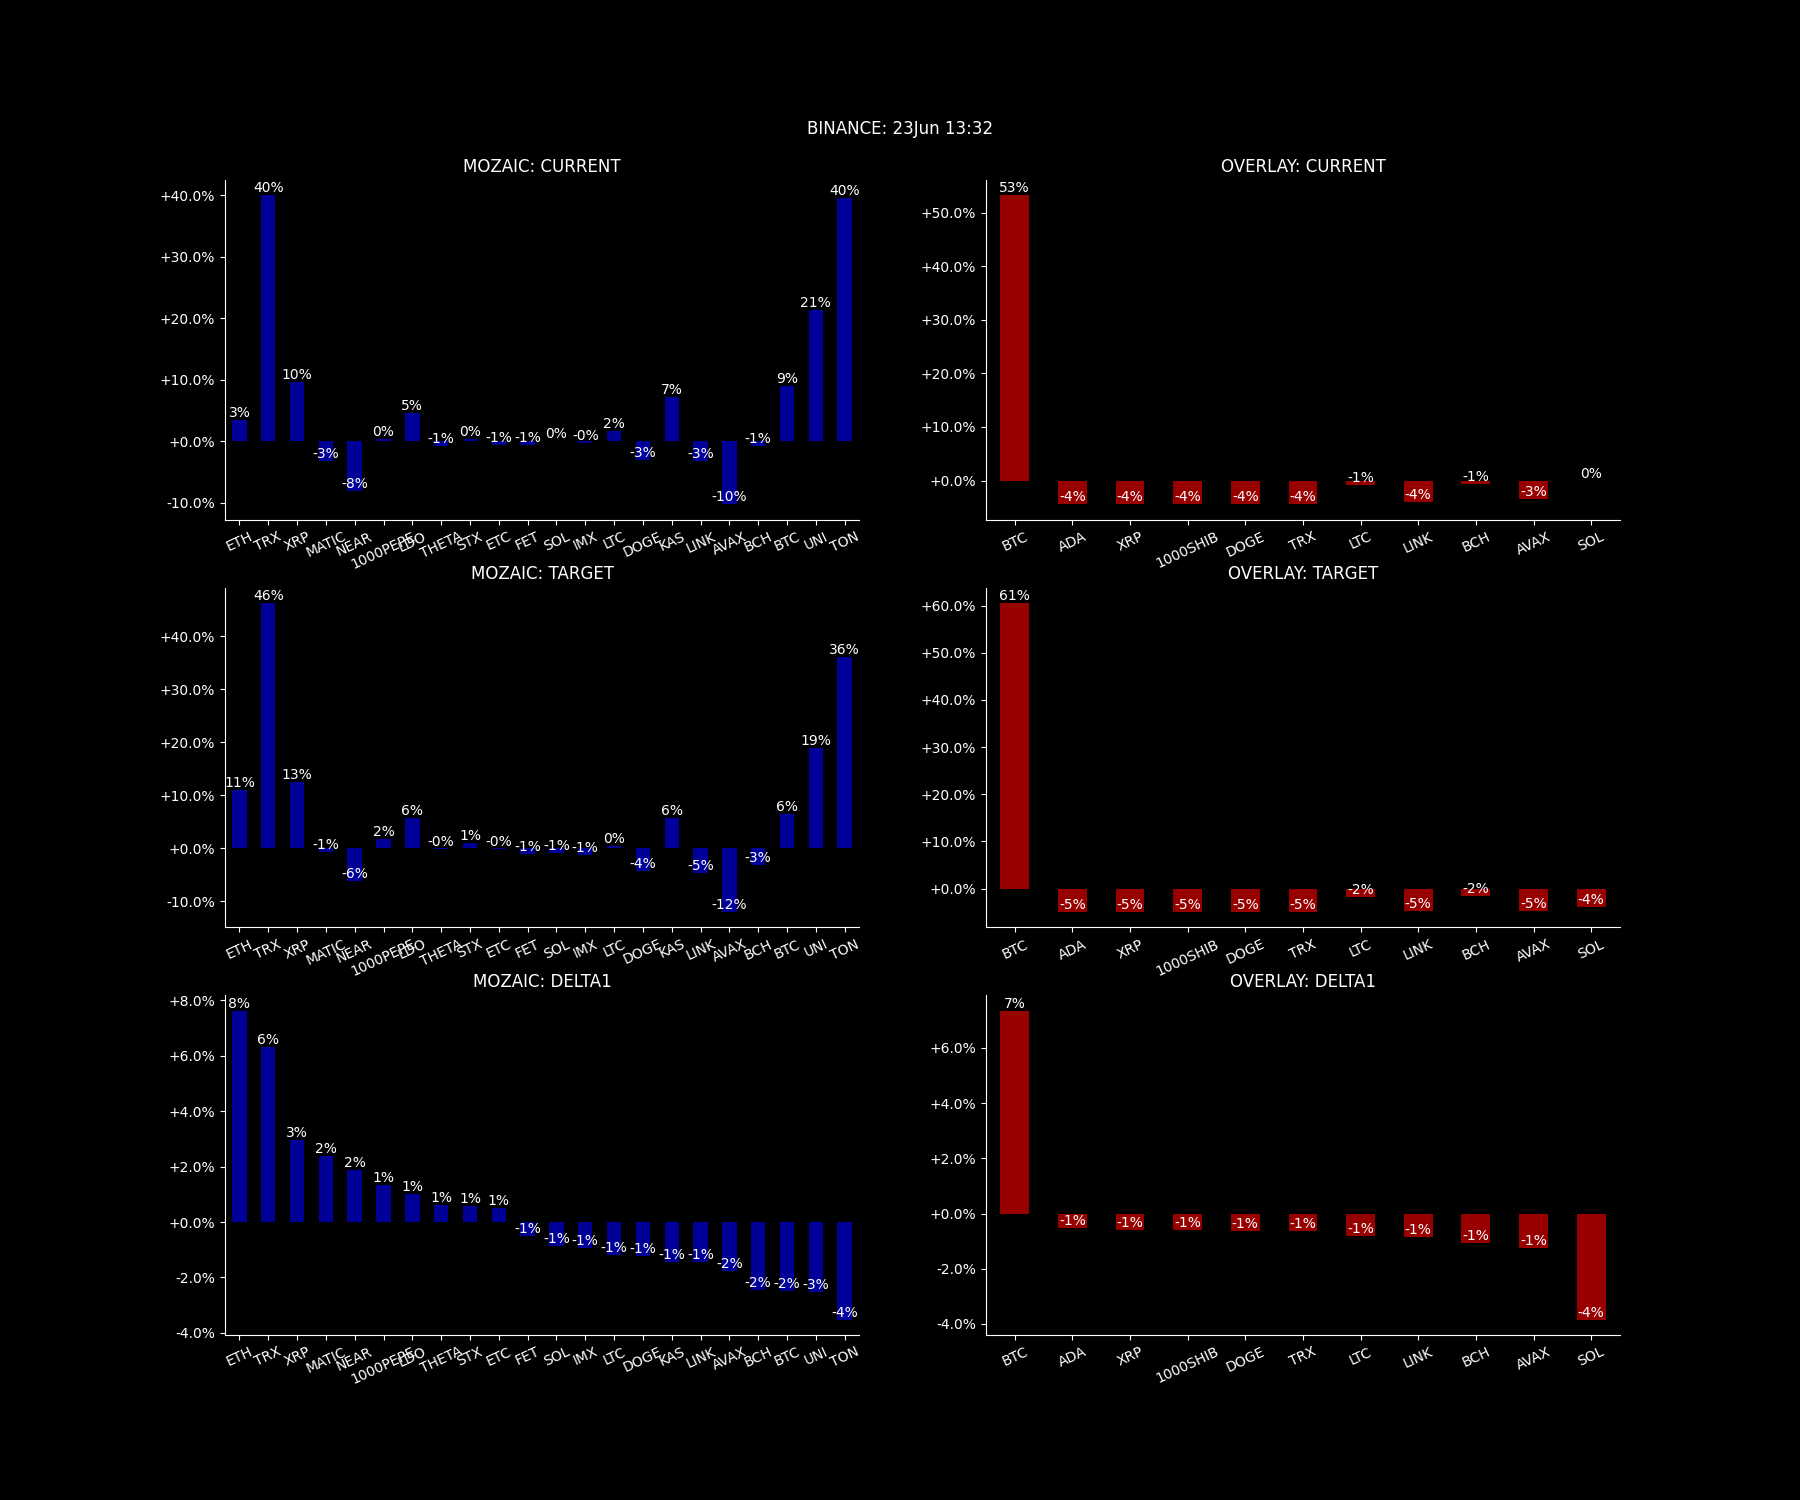 BINANCE: 23Jun 13:32
MOZAIC: CURRENT
+40.0%
+30.0%
+20.0%
+10.0%
+0.0%
-10.0%
3% 40% 10% -3% -8% 0% 5% -1% 0% -1% -1% 0% -0% 2% -3% 7% -3% -10% -1% 9% 21% 40%
ETH TRX XRP MATIC NEAR 1000PEPE LDO THETA STX ETC FET SOL IMX LTC DOGE KAS LINK AVAX BCH BTC UNI TON
OVERLAY: CURRENT
+50.0%
+40.0%
+30.0%
+20.0%
+10.0%
+0.0%
53% -4% -4% -4% -4% -4% -1% -4% -1% -3% 0%
BTC ADA XRP 1000SHIB DOGE TRX LTC LINK BCH AVAX SOL
MOZAIC: TARGET
+40.0%
+30.0%
+20.0%
+10.0%
+0.0%
-10.0%
11% 46% 13% -1% -6% 2% 6% -0% 1% -0% -1% -1% -1% 0% -4% 6% -5% -12% -3% 6% 19% 36%
ETH TRX XRP MATIC NEAR 1000PEPE LDO THETA STX ETC FET SOL IMX LTC DOGE KAS LINK AVAX BCH BTC UNI TON
OVERLAY: TARGET
+60.0%
+50.0%
+40.0%
+30.0%
+20.0%
+10.0%
+0.0%
61% -5% -5% -5% -5% -5% -2% -5% -2% -5% -4%
BTC ADA XRP 1000SHIB DOGE TRX LTC LINK BCH AVAX SOL
MOZAIC: DELTA1
+8.0%
+6.0%
+4.0%
+2.0%
+0.0%
-2.0%
-4.0%
8% 6% 3% 2% 2% 1% 1% 1% 1% 1% -1% -1% -1% -1% -1% -1% -1% -2% -2% -2% -3% -4%
ETH TRX XRP MATIC NEAR 1000PEPE LDO THETA STX ETC FET SOL IMX LTC DOGE KAS LINK AVAX BCH BTC UNI TON
OVERLAY: DELTA1
+6.0%
+4.0%
+2.0%
+0.0%
-2.0%
-4.0%
7% -1% -1% -1% -1% -1% -1% -1% -1% -1% -4%
BTC ADA XRP 1000SHIB DOGE TRX LTC LINK BCH AVAX SOL